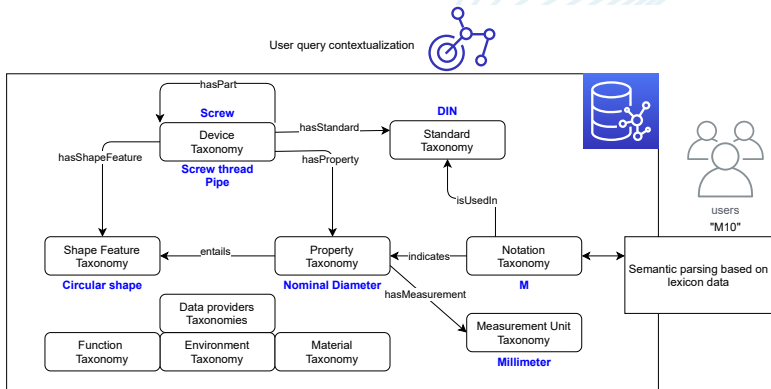 User query contextualization
hasPart
Screw
DIN
Device
Taxonomy
hasStandard
Standard
Taxonomy
hasShapeFeature
Screw thread
Pipe
hasProperty
isUsedIn
users
"M10"
Shape Feature
Taxonomy
entails
Property
Taxonomy
indicates
Notation
Taxonomy
Semantic parsing based on
lexicon data
Circular shape
Nominal Diameter
M
hasMeasurement
Data providers
Taxonomies
Measurement Unit
Taxonomy
Function
Taxonomy
Environment
Taxonomy
Material
Taxonomy
Millimeter